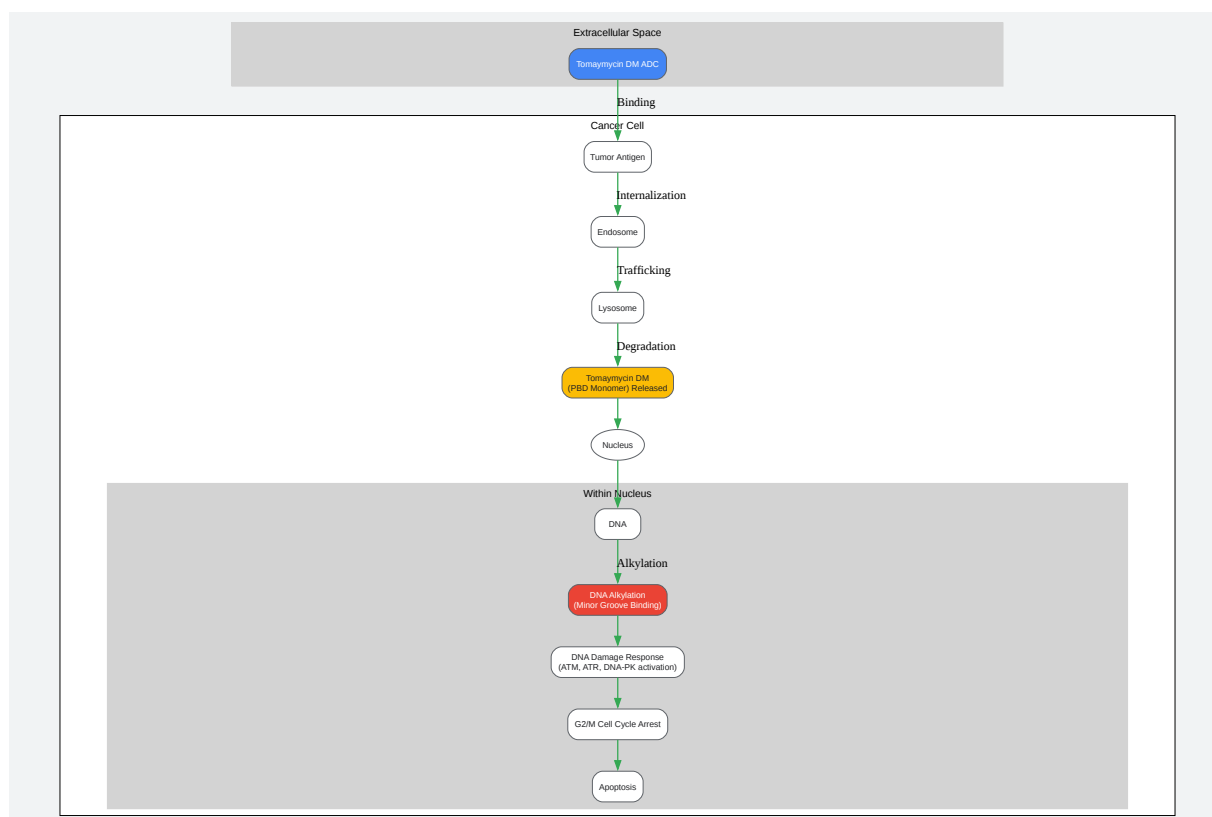 Extracellular Space
Tomaymycin DM ADC
Binding
Cancer Cell
Tumor Antigen
Internalization
Endosome
Trafficking
Lysosome
Degradation
Tomaymycin DM
(PBD Monomer) Released
Nucleus
Within Nucleus
DNA
Alkylation
DNA Alkylation
(Minor Groove Binding)
DNA Damage Response
(ATM, ATR, DNA-PK activation)
G2/M Cell Cycle Arrest
Apoptosis